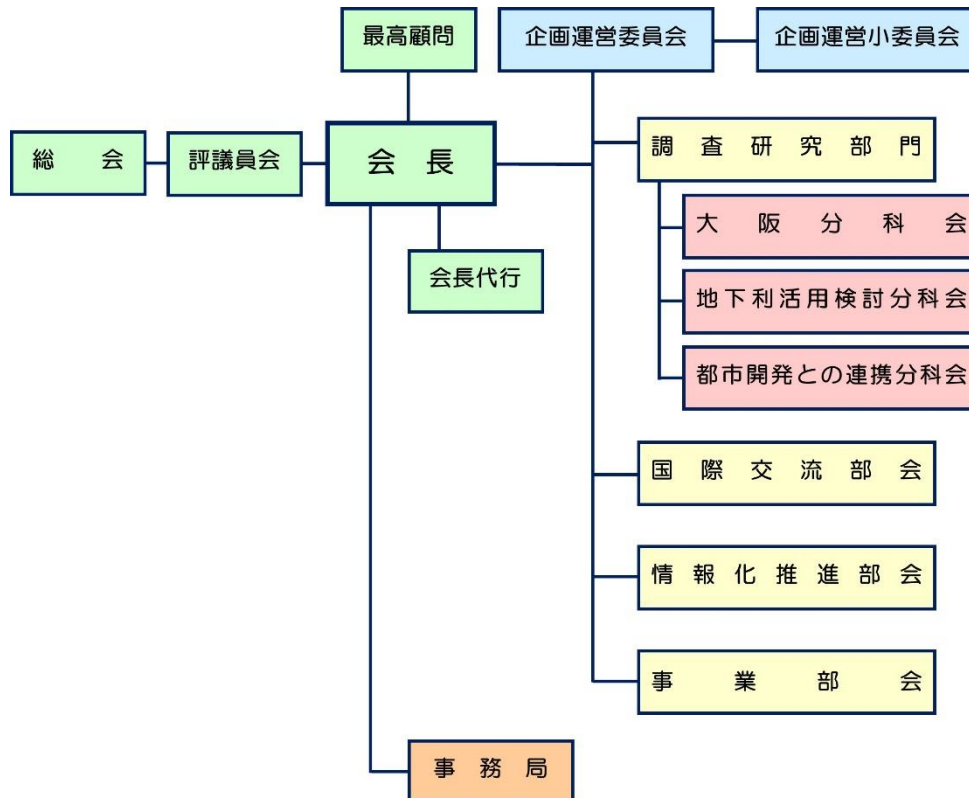 最高顧問
企画運営委員会
企画運営小委員会
総会
評議員会
会長
会長代行
調査研究部門
大阪分科会
地下利活用検討分科会
都市開発との連携分科会
国際交流部会
情報化推進部会
事業部会
事務局